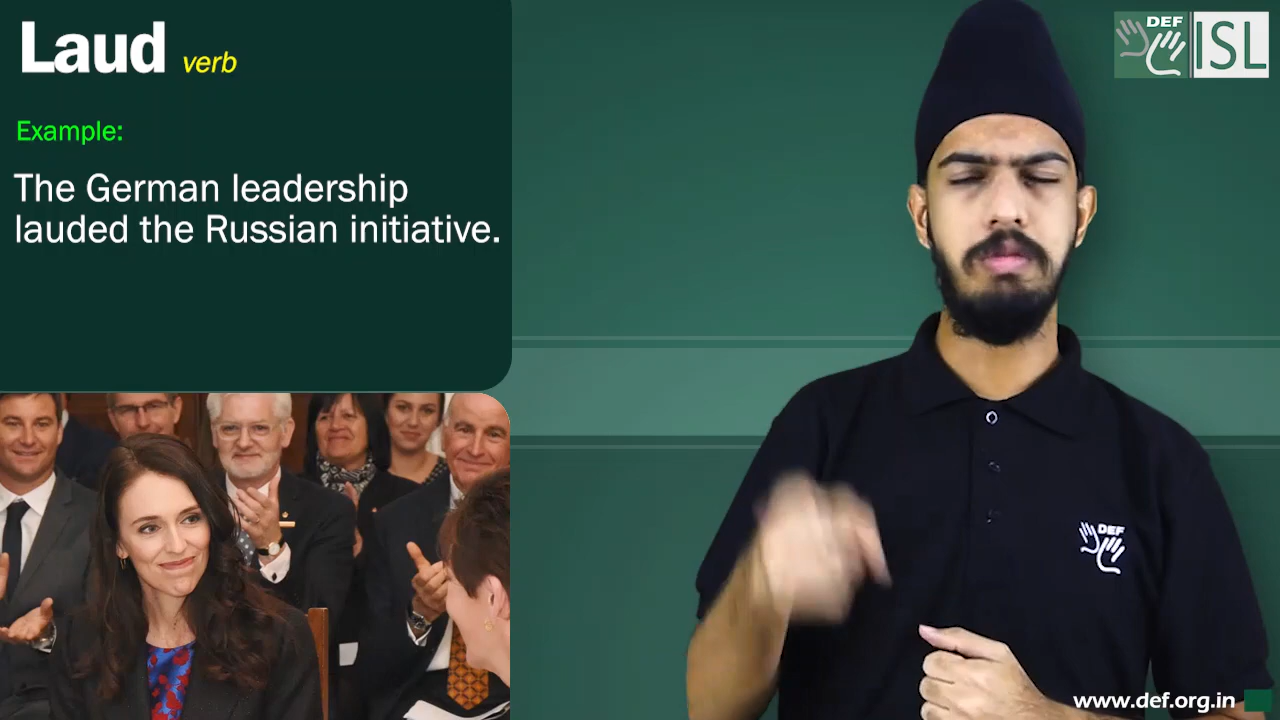 Laud verb
Example:
The German leadership
lauded the Russian initiative.
DEF
ISL
DEF
www.def.org.in